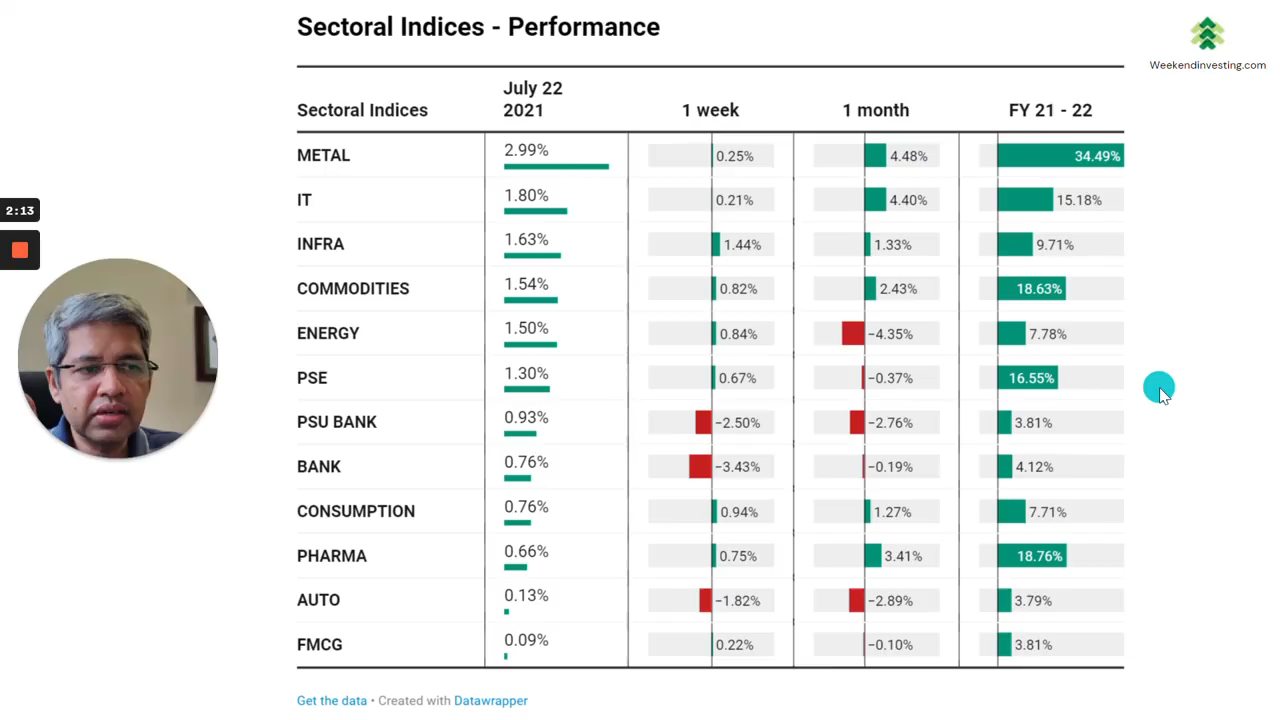 Sectoral Indices - Performance
Weekendinvesting.com
Sectoral Indices July 22 2021 1 week 1 month FY 21 - 22
METAL 2.99% 0.25% 4.48% 34.49%
IT 1.80% 0.21% 4.40% 15.18%
2:13
INFRA 1.63% 1.44% 1.33% 9.71%
COMMODITIES 1.54% 0.82% 2.43% 18.63%
ENERGY 1.50% 0.84% −4.35% 7.78%
PSE 1.30% 0.67% −0.37% 16.55%
PSU BANK 0.93% −2.50% −2.76% 3.81%
BANK 0.76% −3.43% −0.19% 4.12%
CONSUMPTION 0.76% 0.94% 1.27% 7.71%
PHARMA 0.66% 0.75% 3.41% 18.76%
AUTO 0.13% −1.82% −2.89% 3.79%
FMCG 0.09% 0.22% −0.10% 3.81%
Get the data • Created with Datawrapper